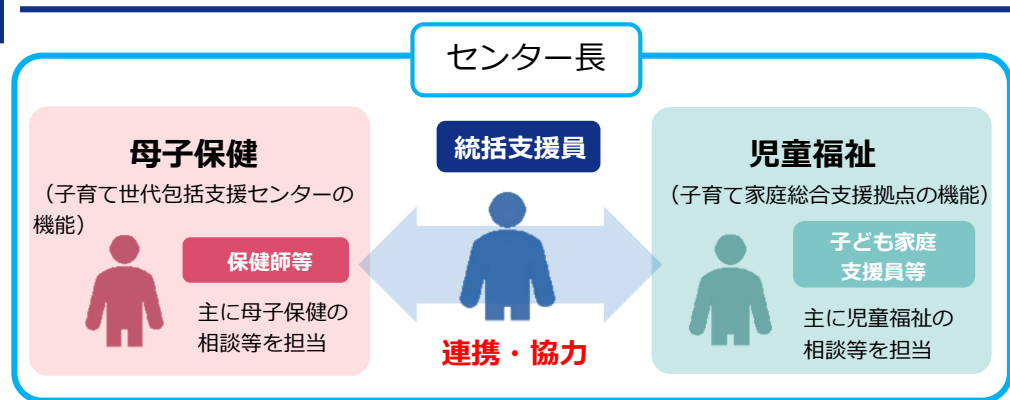 センター長
母子保健
（子育て世代包括支援センターの
機能）
保健師等
主に母子保健の
相談等を担当
統括支援員
連携・協力
児童福祉
（子育て家庭総合支援拠点の機能）
子ども家庭
支援員等
主に児童福祉の
相談等を担当